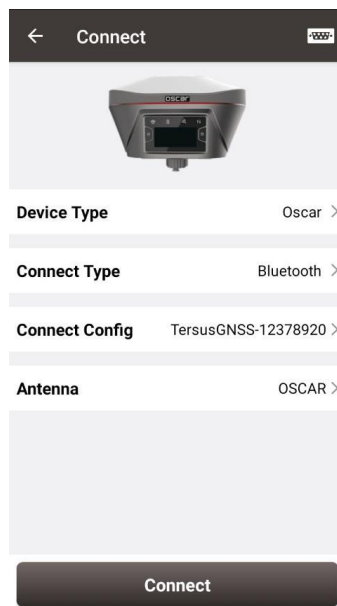 Connect
OSCAR
Device Type Oscar
Connect Type Bluetooth
Connect Config TersusGNSS-12378920
Antenna OSCAR
Connect